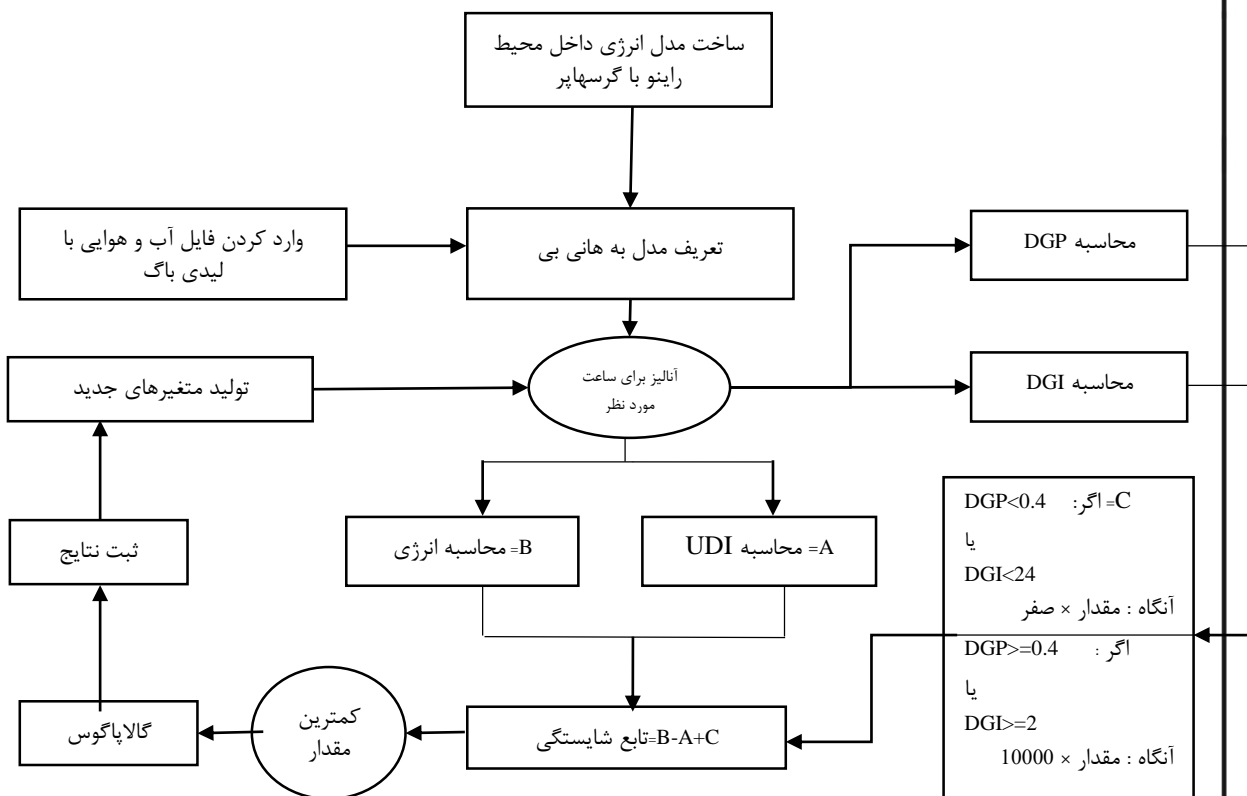 ساخت مدل انرژی داخل محیط
راینو با گرسهاپر
وارد کردن فایل آب و هوایی با
لیدی باگ
تعریف مدل به هانی بی
محاسبه DGP
تولید متغیرهای جدید
آنالیز برای ساعت
مورد نظر
محاسبه DGI
ثبت نتایج
B= محاسبه انرژی
A= محاسبه UDI
C= اگر: DGP<0.4
یا
DGI<24
آنگاه : مقدار × صفر
اگر : DGP>=0.4
یا
DGI>=2
آنگاه : مقدار × 10000
گالاپاگوس
کمترین
مقدار
تابع شایستگی=B-A+C